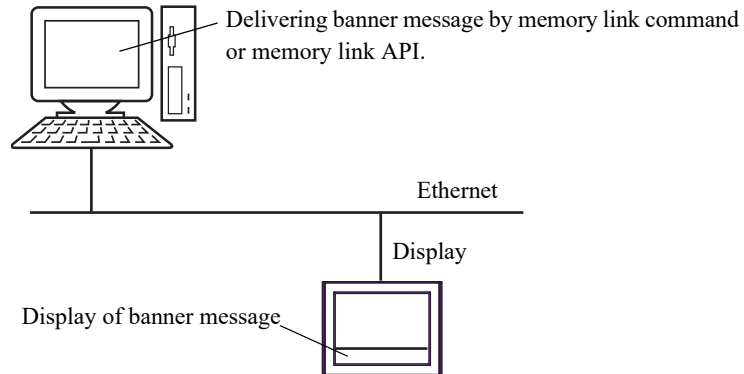 Delivering banner message by memory link command
or memory link API.
Ethernet
Display
Display of banner message